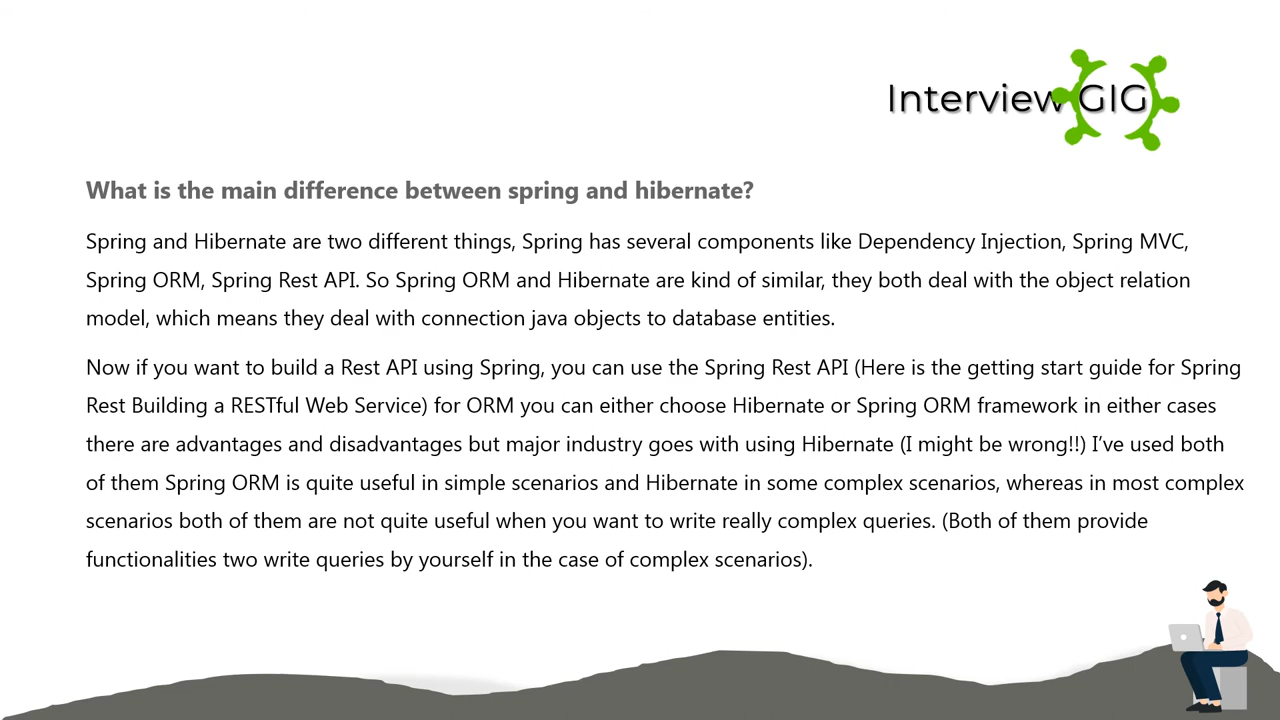 Interview GIG
What is the main difference between spring and hibernate?
Spring and Hibernate are two different things, Spring has several components like Dependency Injection, Spring MVC,
Spring ORM, Spring Rest API. So Spring ORM and Hibernate are kind of similar, they both deal with the object relation
model, which means they deal with connection java objects to database entities.
Now if you want to build a Rest API using Spring, you can use the Spring Rest API (Here is the getting start guide for Spring
Rest Building a RESTful Web Service) for ORM you can either choose Hibernate or Spring ORM framework in either cases
there are advantages and disadvantages but major industry goes with using Hibernate (I might be wrong!!) I’ve used both
of them Spring ORM is quite useful in simple scenarios and Hibernate in some complex scenarios, whereas in most complex
scenarios both of them are not quite useful when you want to write really complex queries. (Both of them provide
functionalities two write queries by yourself in the case of complex scenarios).